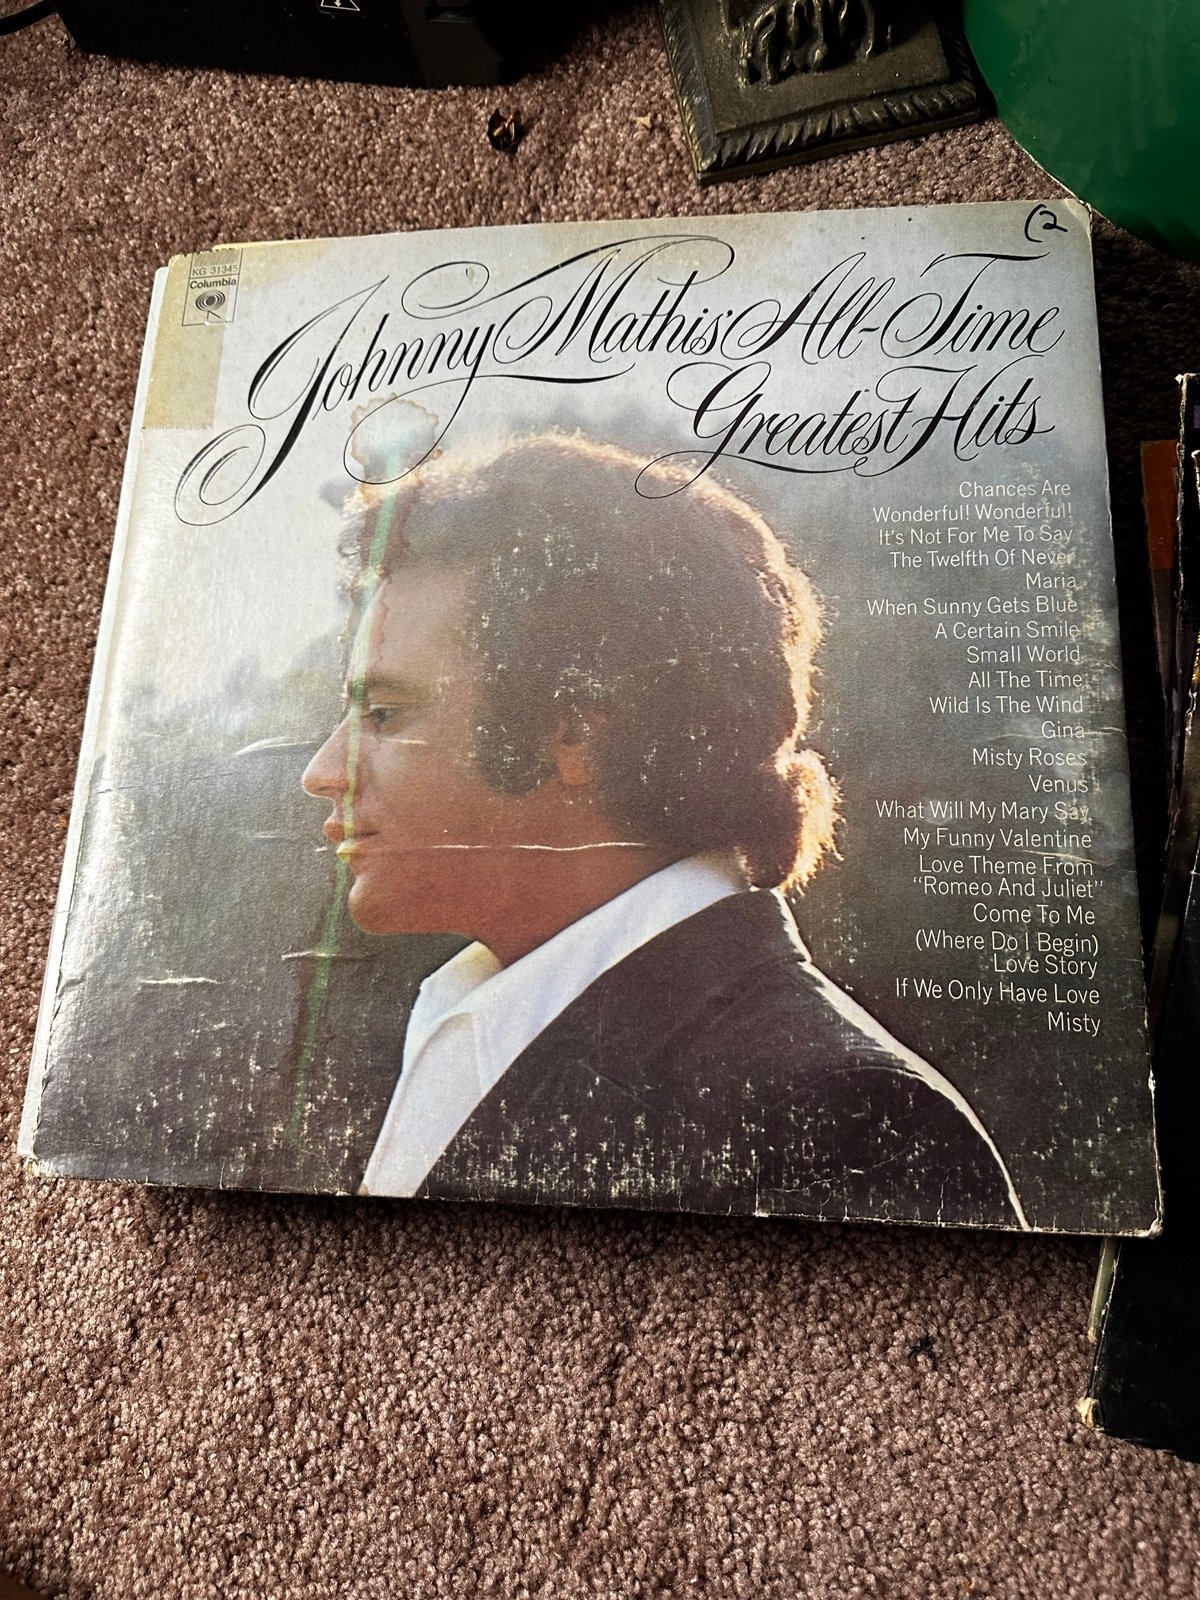 (2
KG 31345
Columbia
Johnny Mathis' All-Time
Greatest Hits
Chances Are
Wonderful! Wonderful!
It's Not For Me To Say
The Twelfth Of Never
Maria
When Sunny Gets Blue
A Certain Smile
Small World
All The Time
Wild Is The Wind
Gina
Misty Roses
Venus
What Will My Mary Say
My Funny Valentine
Love Theme From
“Romeo And Juliet”
Come To Me
(Where Do I Begin)
Love Story
If We Only Have Love
Misty